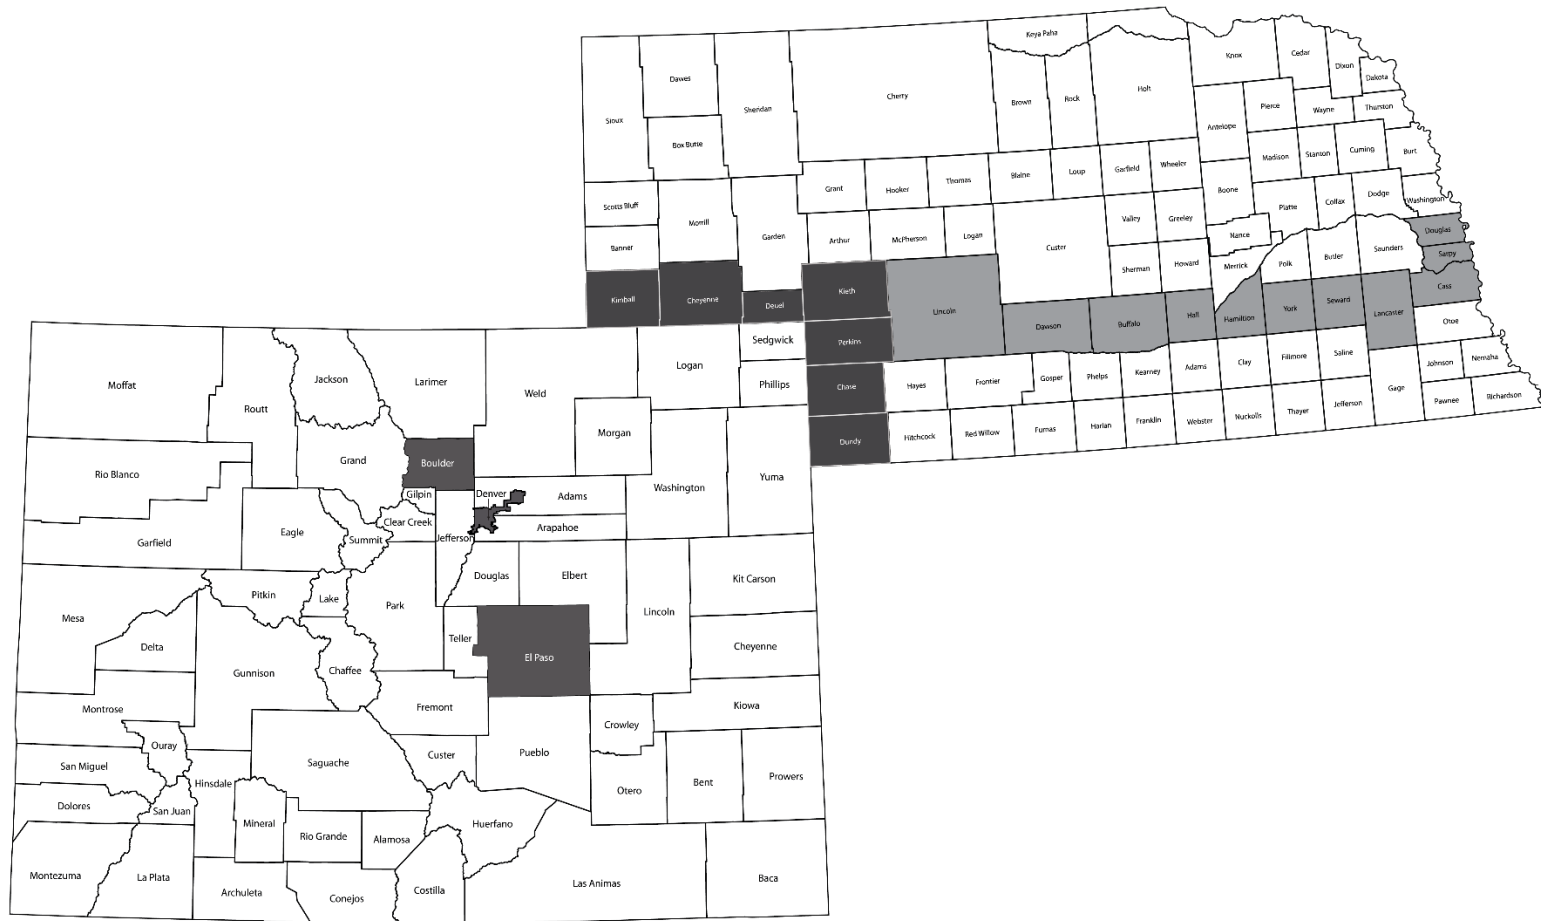 Keya Paha
Knox
Cedar
Dixon
Dakota
Dawes
Sheridan
Cherry
Brown
Rock
Holt
Sioux
Box Butte
Antelope
Pierce
Wayne
Thurston
Madison
Stanton
Cuming
Burt
Grant
Hooker
Thomas
Blaine
Loup
Garfield
Wheeler
Boone
Platte
Colfax
Dodge
Washington
Scotts Bluff
Morrill
Garden
Arthur
McPherson
Logan
Custer
Valley
Greeley
Nance
Douglas
Banner
Sherman
Howard
Merrick
Polk
Butler
Saunders
Sarpy
Kimball
Cheyenne
Deuel
Kieth
Lincoln
Dawson
Buffalo
Hall
Hamilton
York
Seward
Lancaster
Cass
Otoe
Perkins
Chase
Hayes
Frontier
Gosper
Phelps
Kearney
Adams
Clay
Fillmore
Saline
Gage
Johnson
Nemaha
Dundy
Hitchcock
Red Willow
Furnas
Harlan
Franklin
Webster
Nuckolls
Thayer
Jefferson
Pawnee
Richardson
Moffat
Routt
Jackson
Larimer
Weld
Logan
Sedgwick
Phillips
Morgan
Rio Blanco
Grand
Boulder
Gilpin
Denver
Adams
Washington
Yuma
Garfield
Eagle
Summit
Clear Creek
Jefferson
Arapahoe
Mesa
Pitkin
Lake
Park
Douglas
Elbert
Lincoln
Kit Carson
Delta
Gunnison
Chaffee
Teller
El Paso
Cheyenne
Montrose
Fremont
Crowley
Kiowa
Ouray
San Miguel
Hinsdale
Saguache
Custer
Pueblo
Otero
Bent
Prowers
Dolores
San Juan
Mineral
Rio Grande
Alamosa
Huerfano
Montezuma
La Plata
Archuleta
Conejos
Costilla
Las Animas
Baca